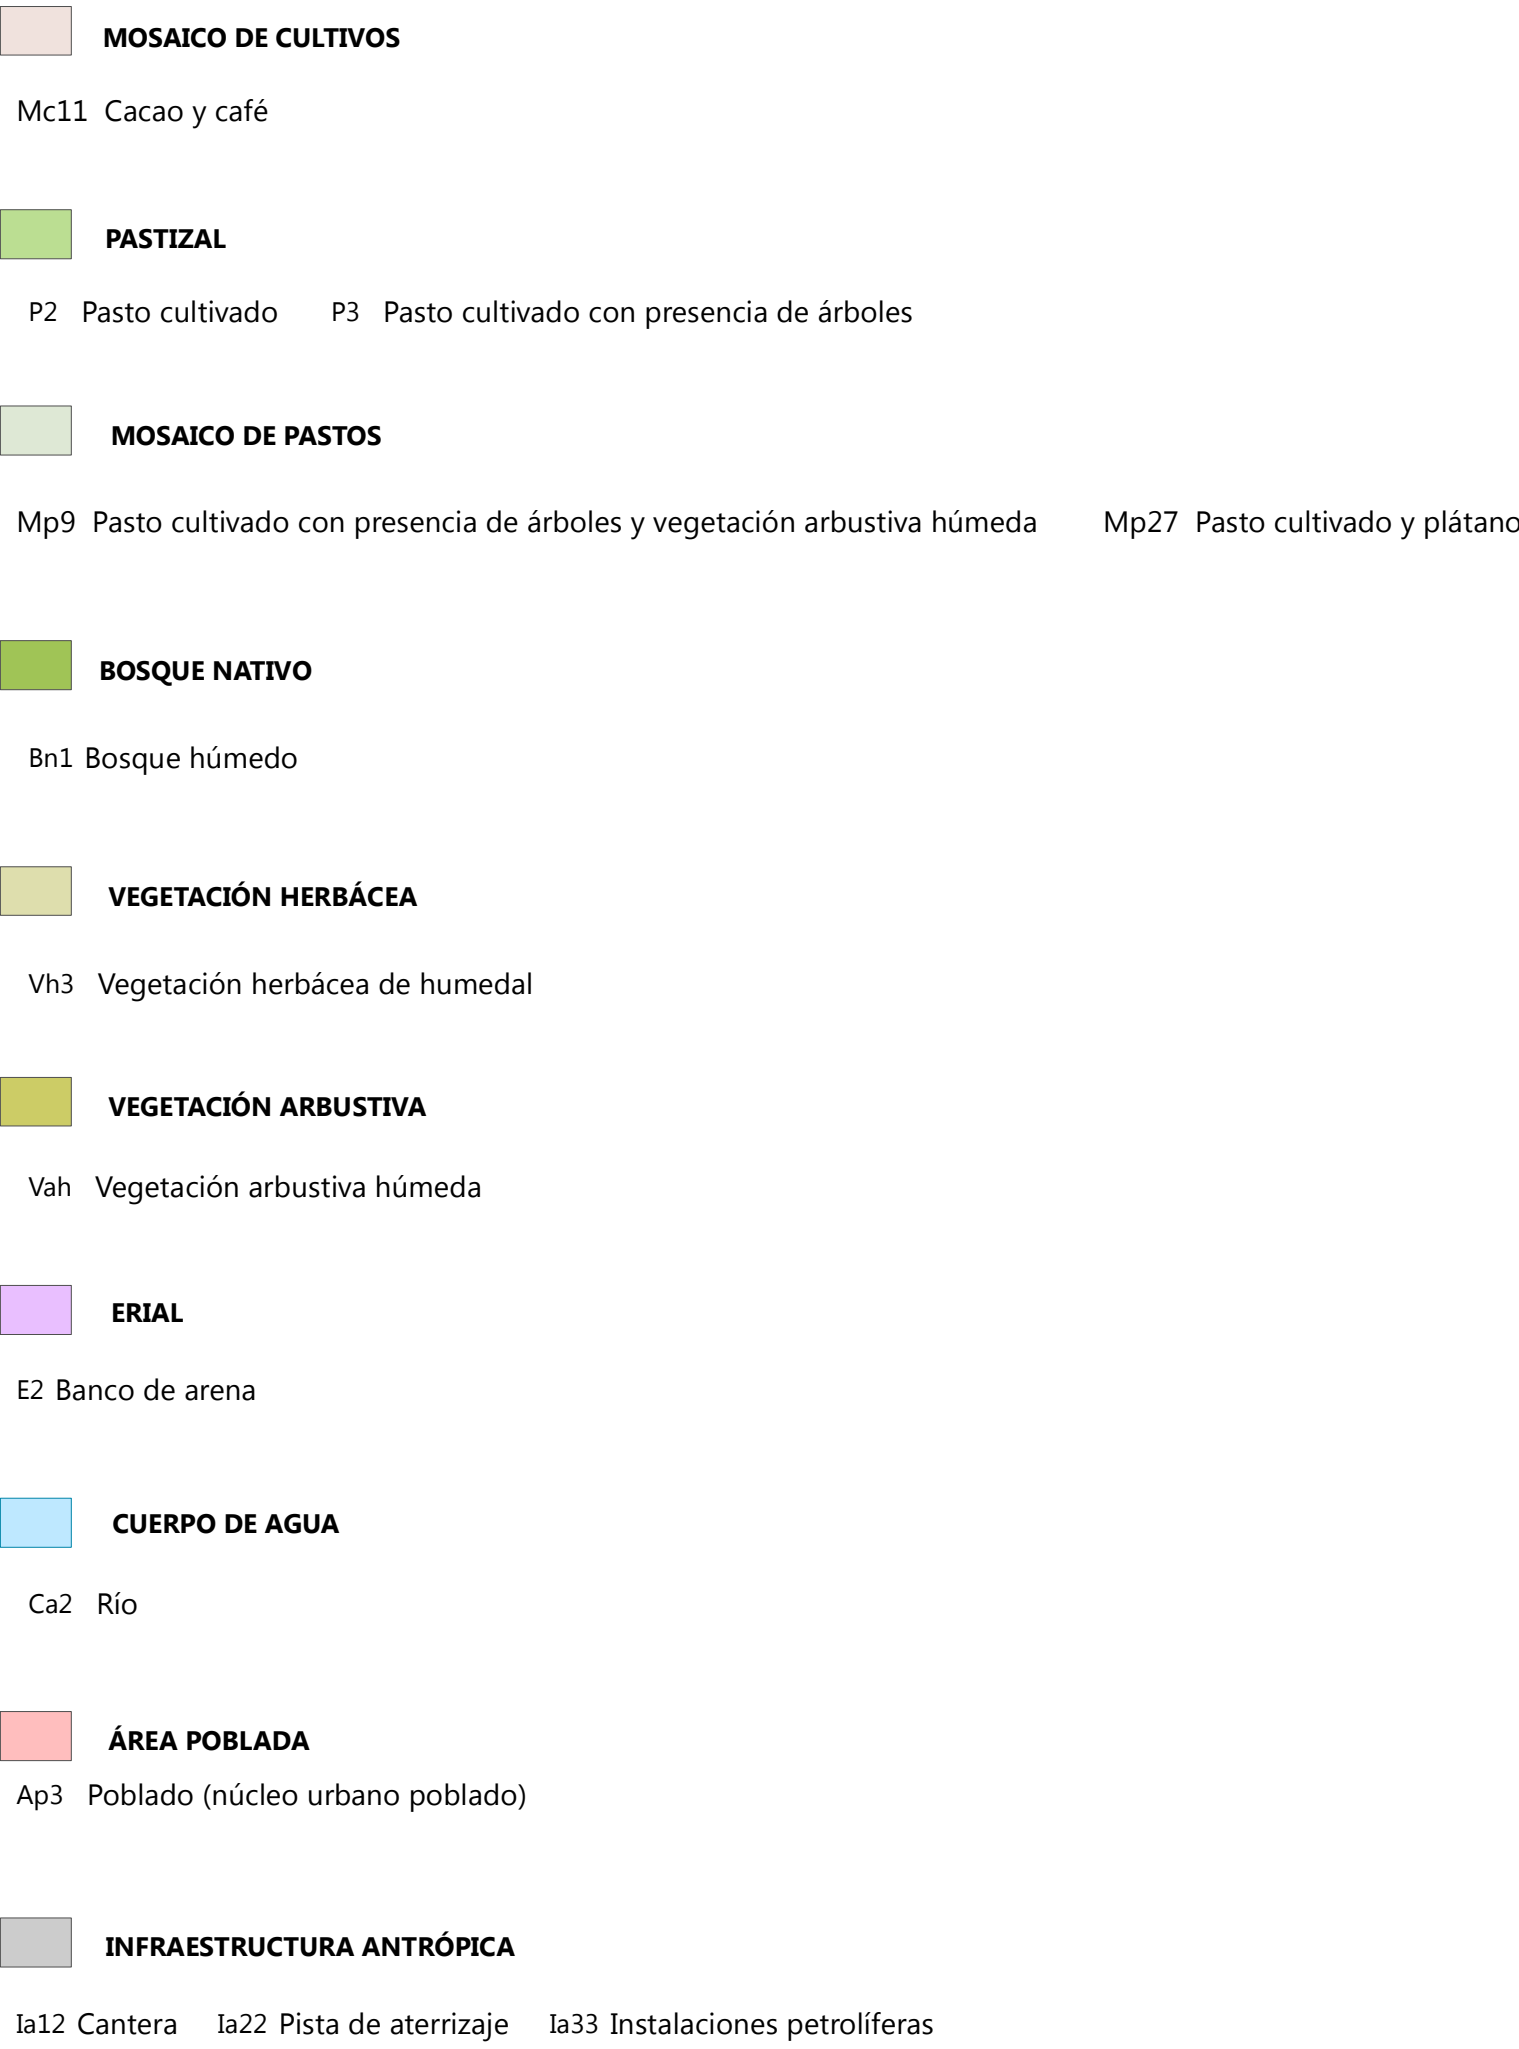 MOSAICO DE CULTIVOS
Mc11 Cacao y café
PASTIZAL
P2 Pasto cultivado P3 Pasto cultivado con presencia de árboles
MOSAICO DE PASTOS
Mp9 Pasto cultivado con presencia de árboles y vegetación arbustiva húmeda Mp27 Pasto cultivado y plátano
BOSQUE NATIVO
Bn1 Bosque húmedo
VEGETACIÓN HERBÁCEA
Vh3 Vegetación herbácea de humedal
VEGETACIÓN ARBUSTIVA
Vah Vegetación arbustiva húmeda
ERIAL
E2 Banco de arena
CUERPO DE AGUA
Ca2 Río
ÁREA POBLADA
Ap3 Poblado (núcleo urbano poblado)
INFRAESTRUCTURA ANTRÓPICA
Ia12 Cantera Ia22 Pista de aterrizaje Ia33 Instalaciones petrolíferas